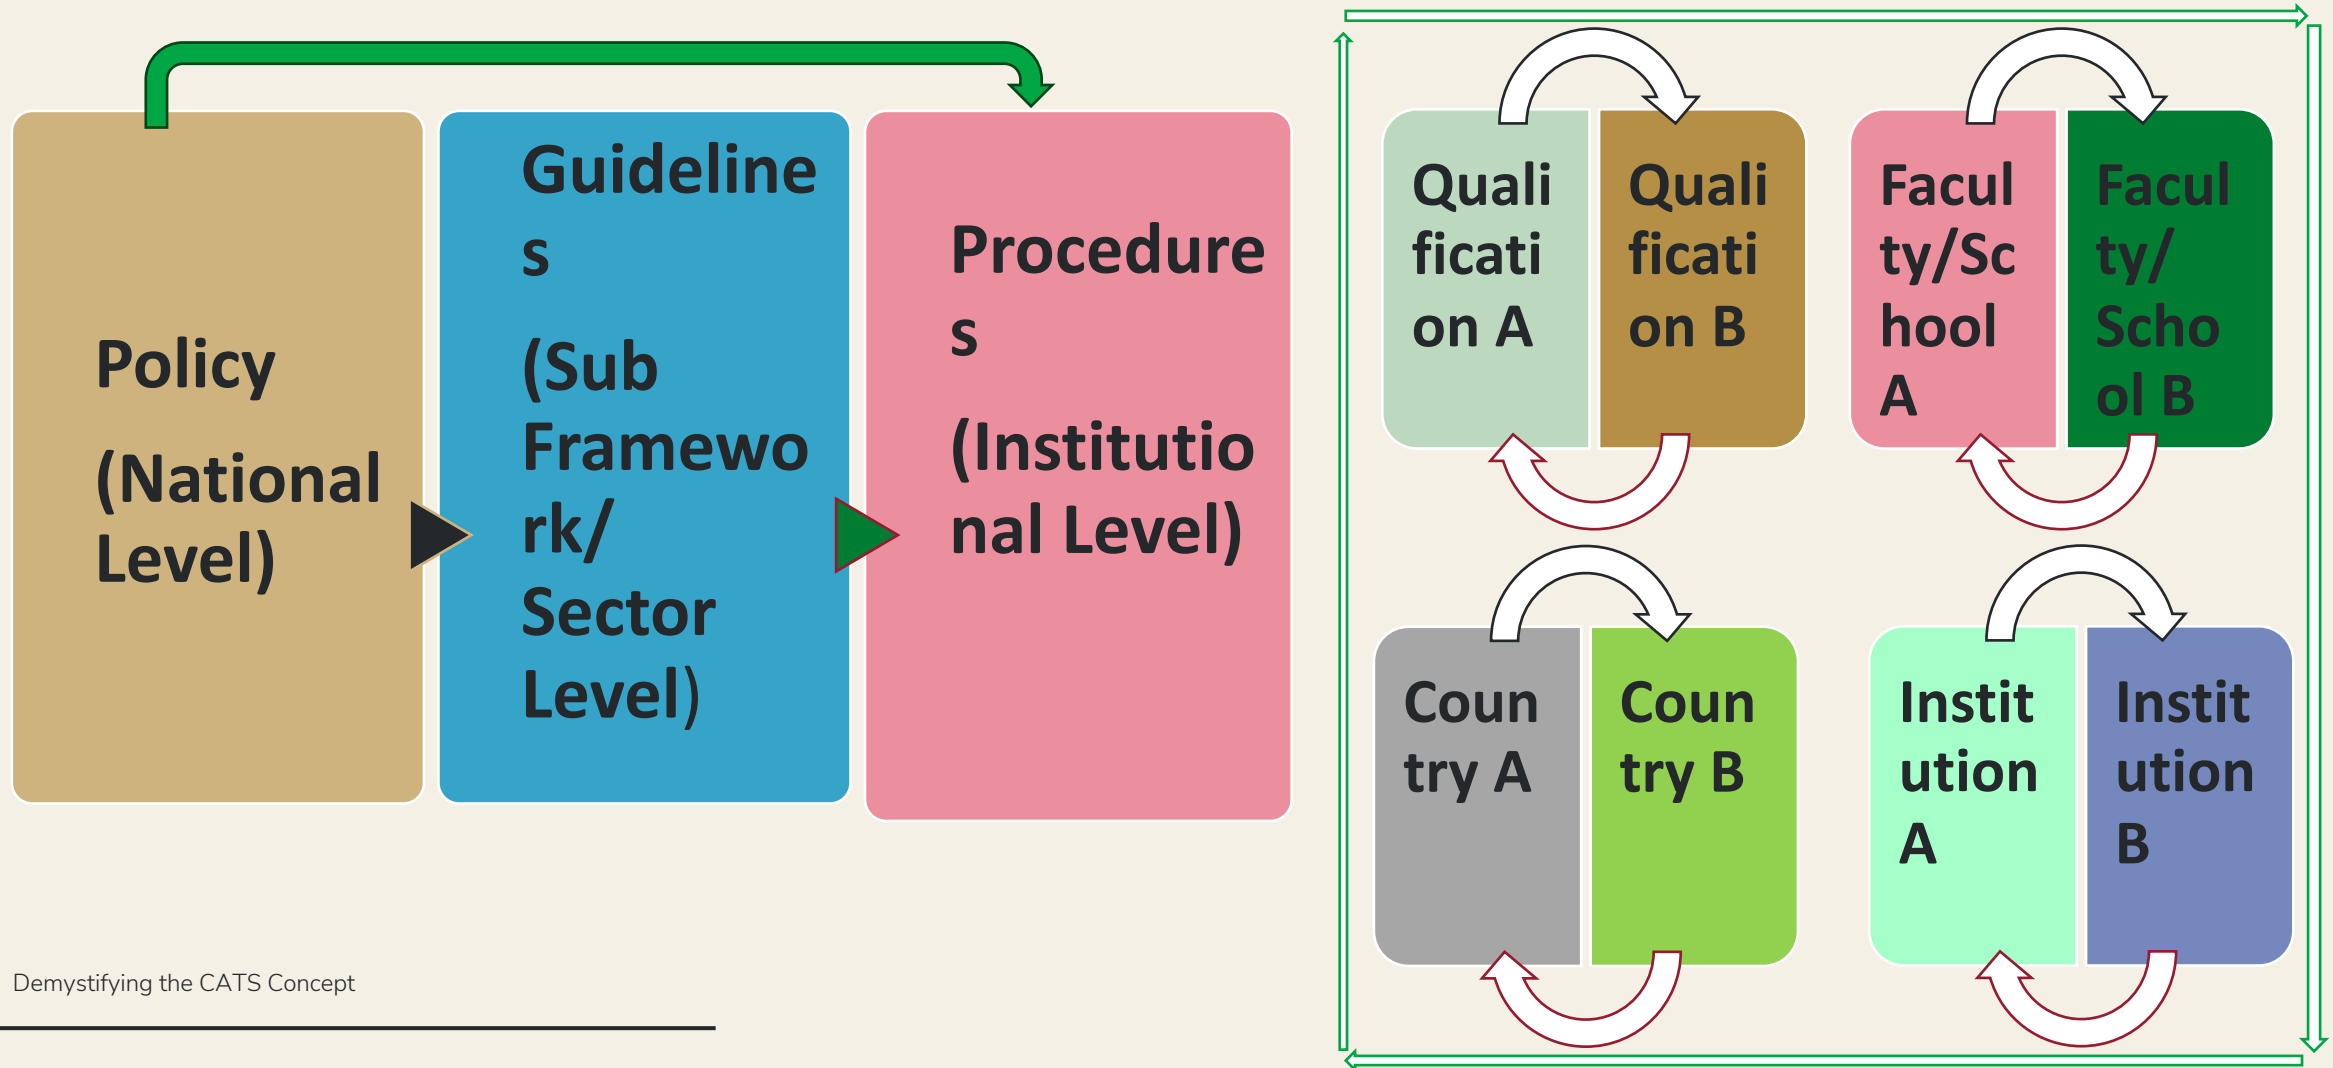 Policy
(National
Level)
Guideline
s
(Sub
Framewo
rk/
Sector
Level)
Procedure
s
(Institutio
nal Level)
Quali
ficati
on A
Quali
ficati
on B
Facul
ty/Sc
hool
A
Facul
ty/
Scho
ol B
Coun
try A
Coun
try B
Instit
ution
A
Instit
ution
B
Demystifying the CATS Concept